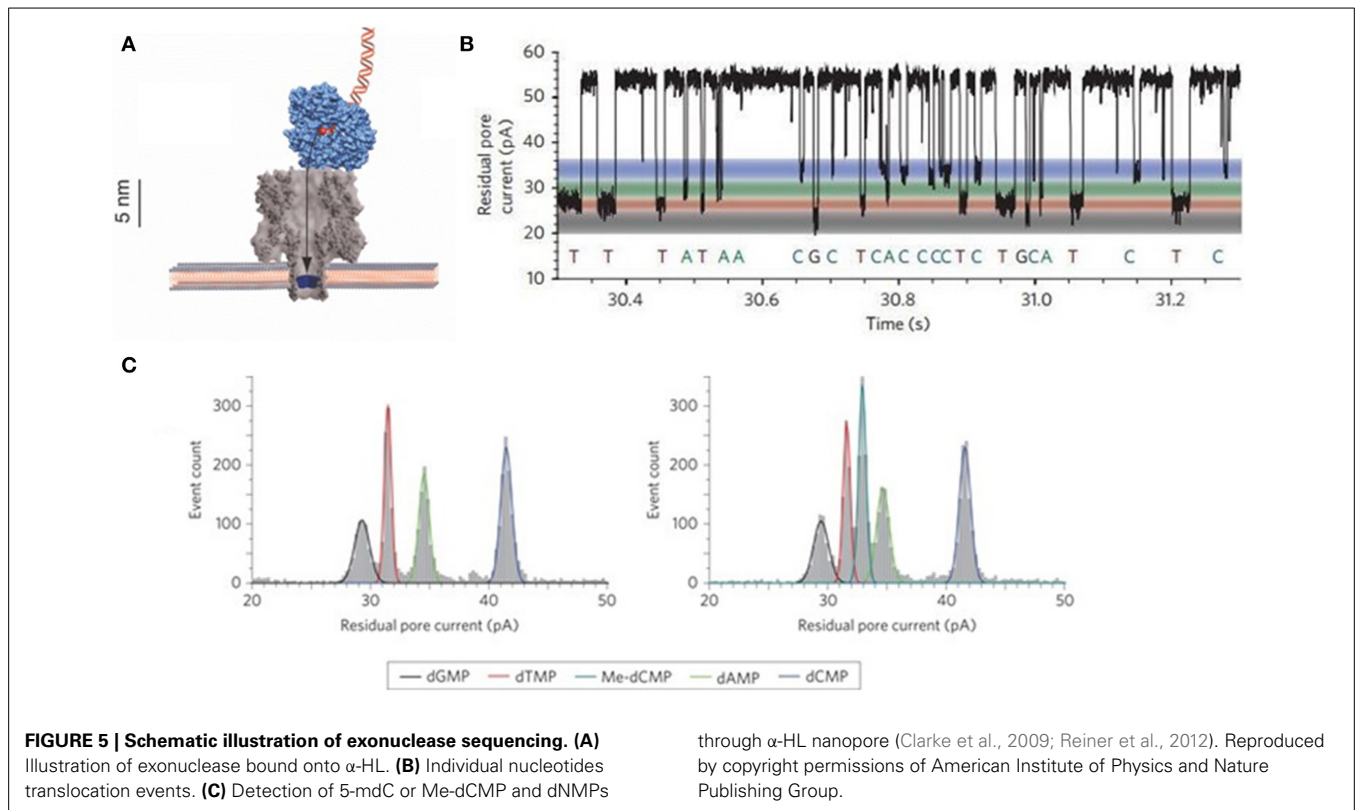 A
5 nm
B
60
50
40
30
20
10
Residual pore
current (pA)
T T T A T A A C G C T C A C C C C T C T G C A T C T C
30.4 30.6 30.8 31.0 31.2
Time (s)
C
300
200
100
0
Event count
20 30 40 50
Residual pore current (pA)
300
200
100
0
Event count
20 30 40 50
Residual pore current (pA)
dGMP dTMP Me-dCMP dAMP dCMP
FIGURE 5 | Schematic illustration of exonuclease sequencing. (A)
Illustration of exonuclease bound onto α-HL. (B) Individual nucleotides
translocation events. (C) Detection of 5-mdC or Me-dCMP and dNMPs
through α-HL nanopore (Clarke et al., 2009; Reiner et al., 2012). Reproduced
by copyright permissions of American Institute of Physics and Nature
Publishing Group.